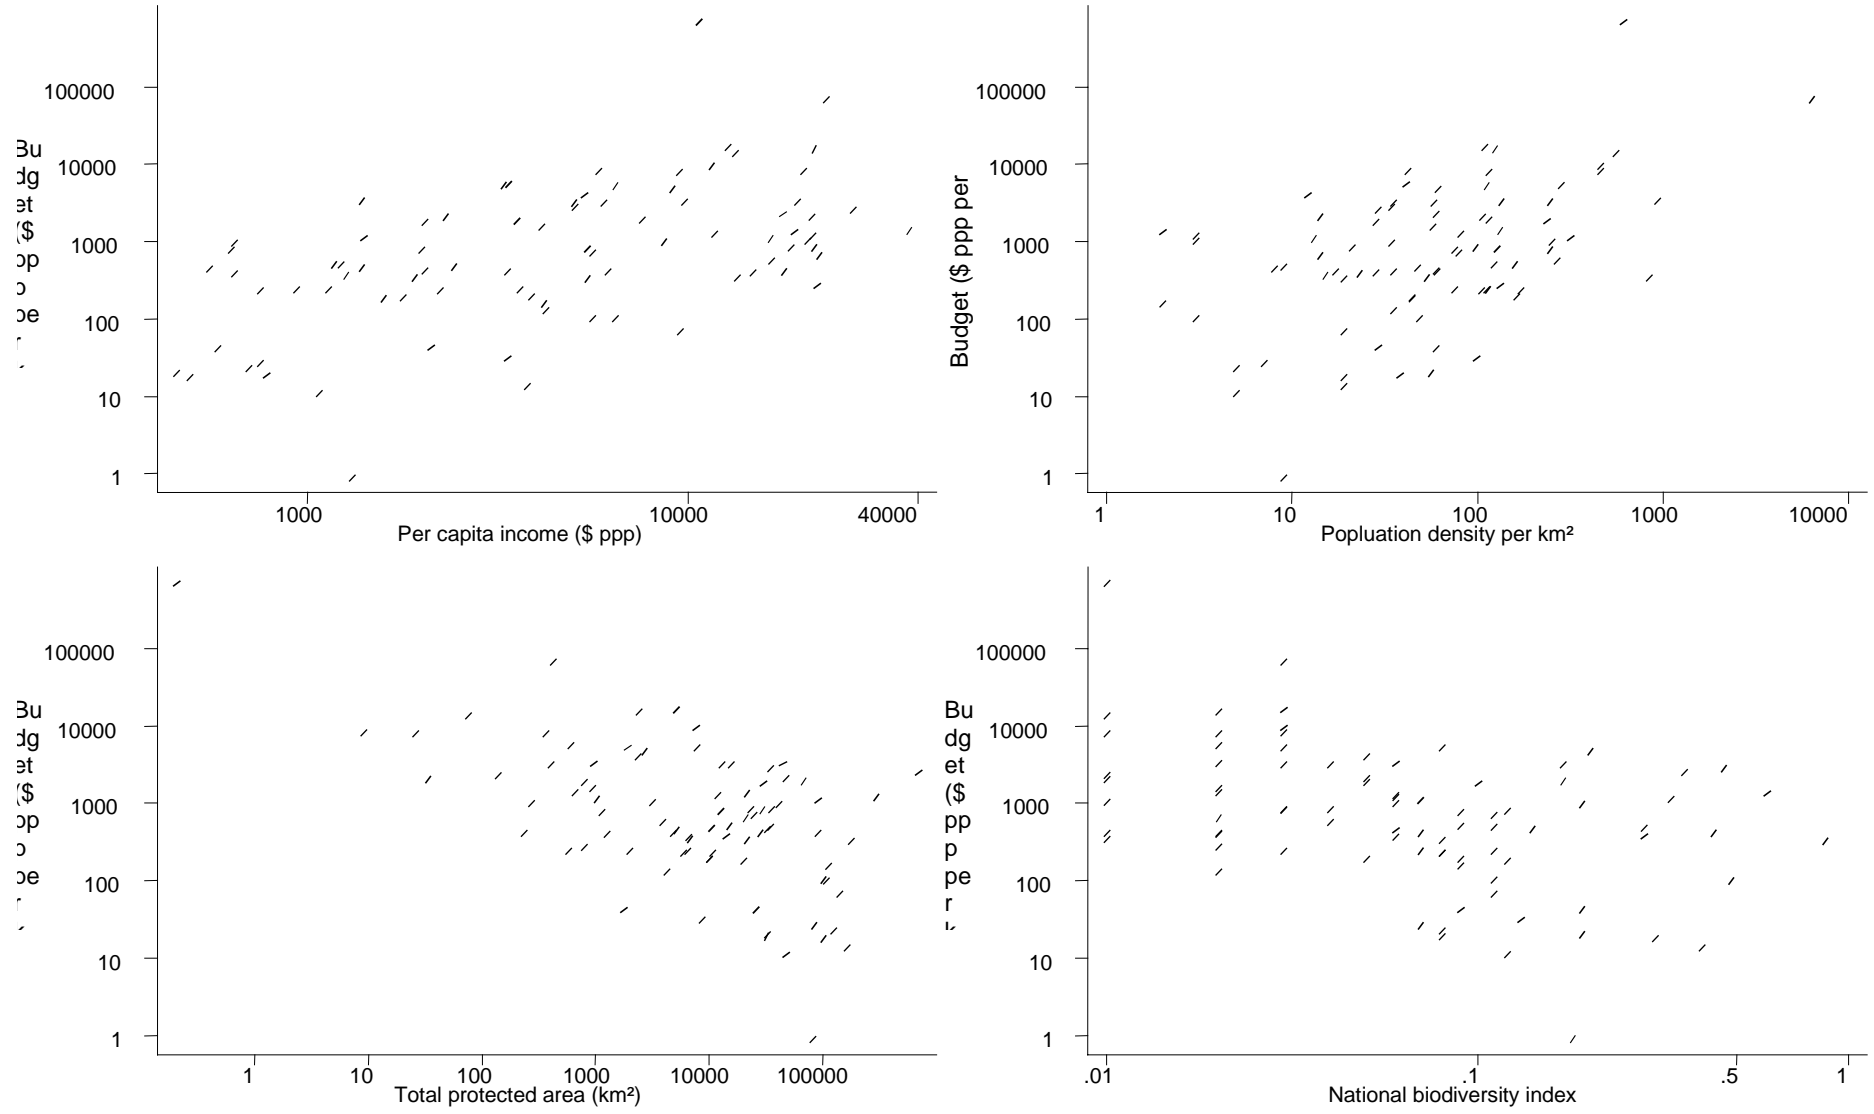 100000
10000
1000
100
10
1
Bu
dg
et
($
pp
p
pe
r
1000
10000
40000
Per capita income ($ ppp)
100000
10000
1000
100
10
1
Budget ($ ppp per
1
10
100
1000
10000
Popluation density per km²
100000
10000
1000
100
10
1
Bu
dg
et
($
pp
p
pe
r
1
10
100
1000
10000
100000
Total protected area (km²)
100000
10000
1000
100
10
1
Bu
dg
et
($
pp
p
pe
r
k
.01
.1
.5
1
National biodiversity index